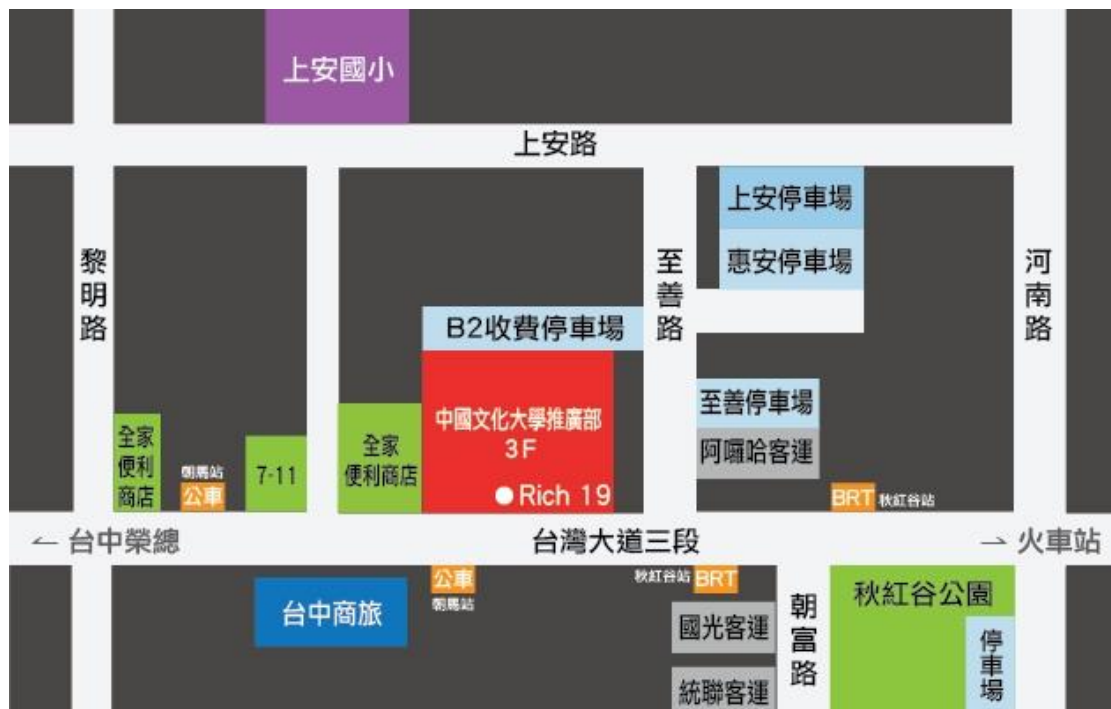 上安國小
上安路
上安停車場
惠安停車場
黎明路
至善路
河南路
B2收費停車場
中國文化大學推廣部
3F
Rich 19
至善停車場
阿囉哈客運
全家
便利
商店
朝馬站
公車
7-11
全家
便利商店
BRT 秋紅谷站
← 台中榮總
台灣大道三段
→ 火車站
台中商旅
公車
朝馬站
秋紅谷站 BRT
國光客運
統聯客運
朝富路
秋紅谷公園
停車場